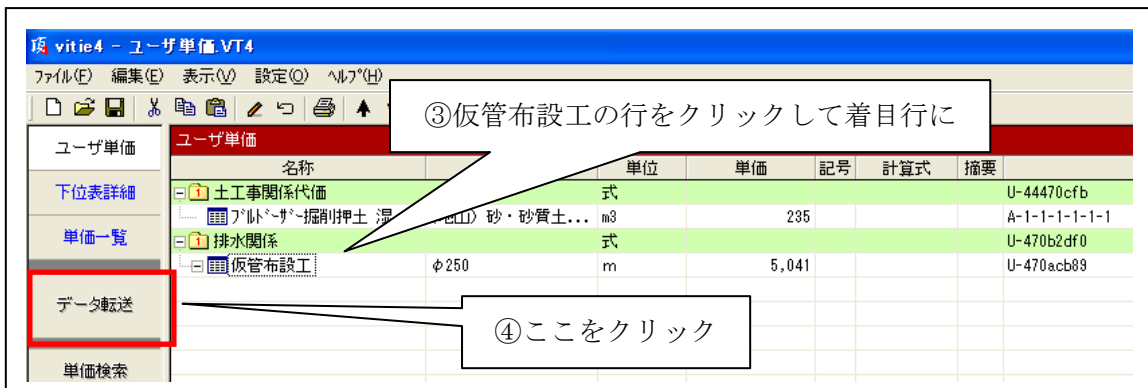 vitie4 - ユーザ単価.VT4
ファイル(F) 編集(E) 表示(V) 設定(O) ヘルプ(H)
③仮管布設工の行をクリックして着目行に
ユーザ単価
ユーザ単価
名称 単位 単価 記号 計算式 摘要
下位表詳細
土工事関係代価 式 U-44470cfb
ブルドーザー掘削押土 湿 山) 砂・砂質土... m3 235 A-1-1-1-1-1-1
単価一覧
排水関係 式 U-470b2df0
仮管布設工 φ250 m 5,041 U-470acb89
データ転送
④ここをクリック
単価検索